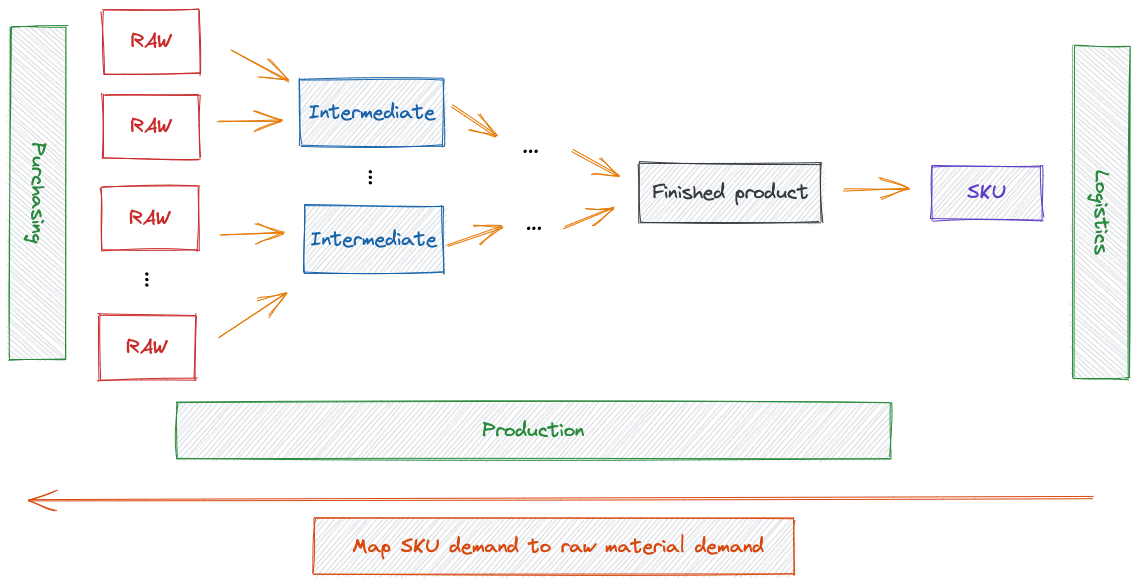 RAW
RAW
RAW
RAW
Purchasing
Intermediate
Intermediate
...
...
...
...
Finished product
SKU
Logistics
Production
Map SKU demand to raw material demand